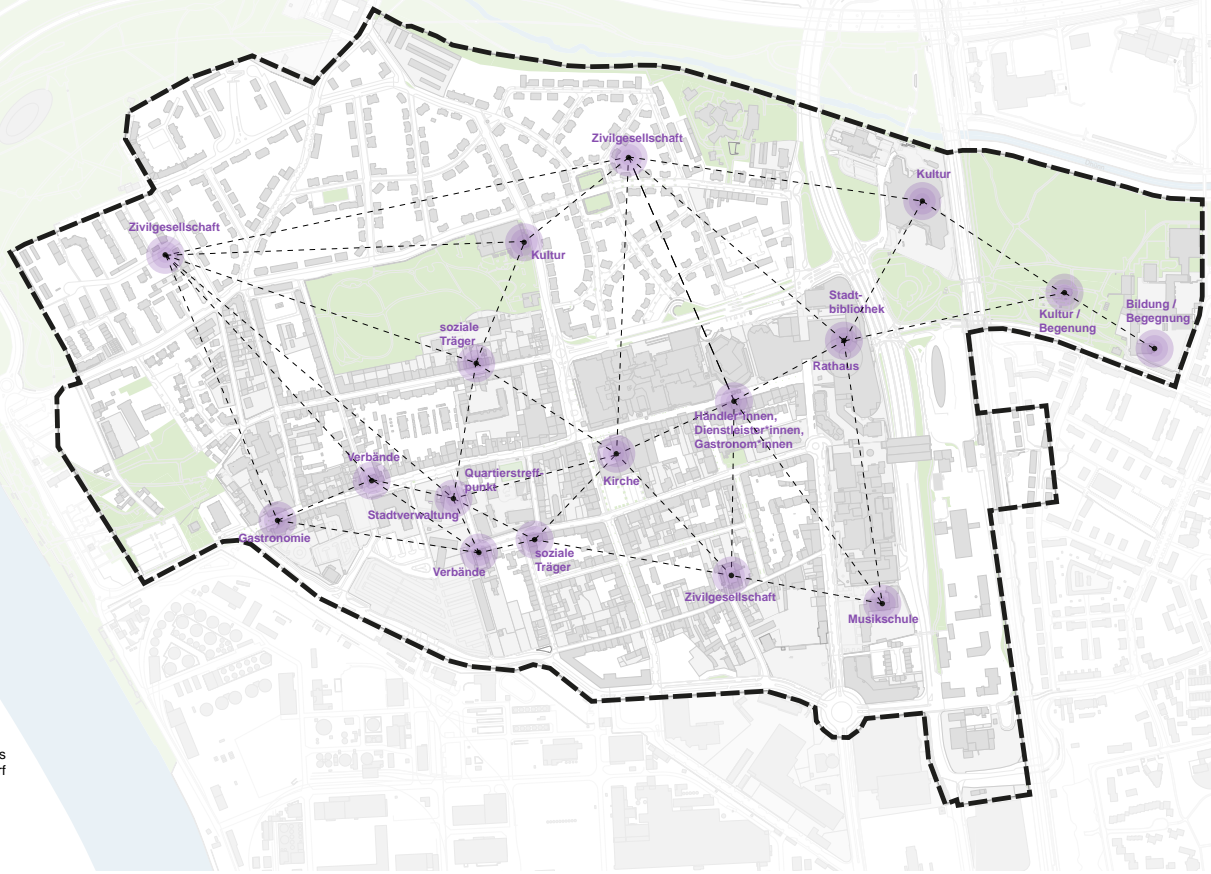 Zivilgesellschaft
Kultur
Zivilgesellschaft
Kultur
Stadt-
bibliothek
Bildung /
Begegnung
Kultur /
Begenung
soziale
Träger
Rathaus
Händler*innen,
Dienstleister*innen,
Gastronom*innen
Verbände
Quartierstreff-
punkt
Kirche
Stadtverwaltung
Gastronomie
soziale
Träger
Verbände
Zivilgesellschaft
Musikschule
s
rf